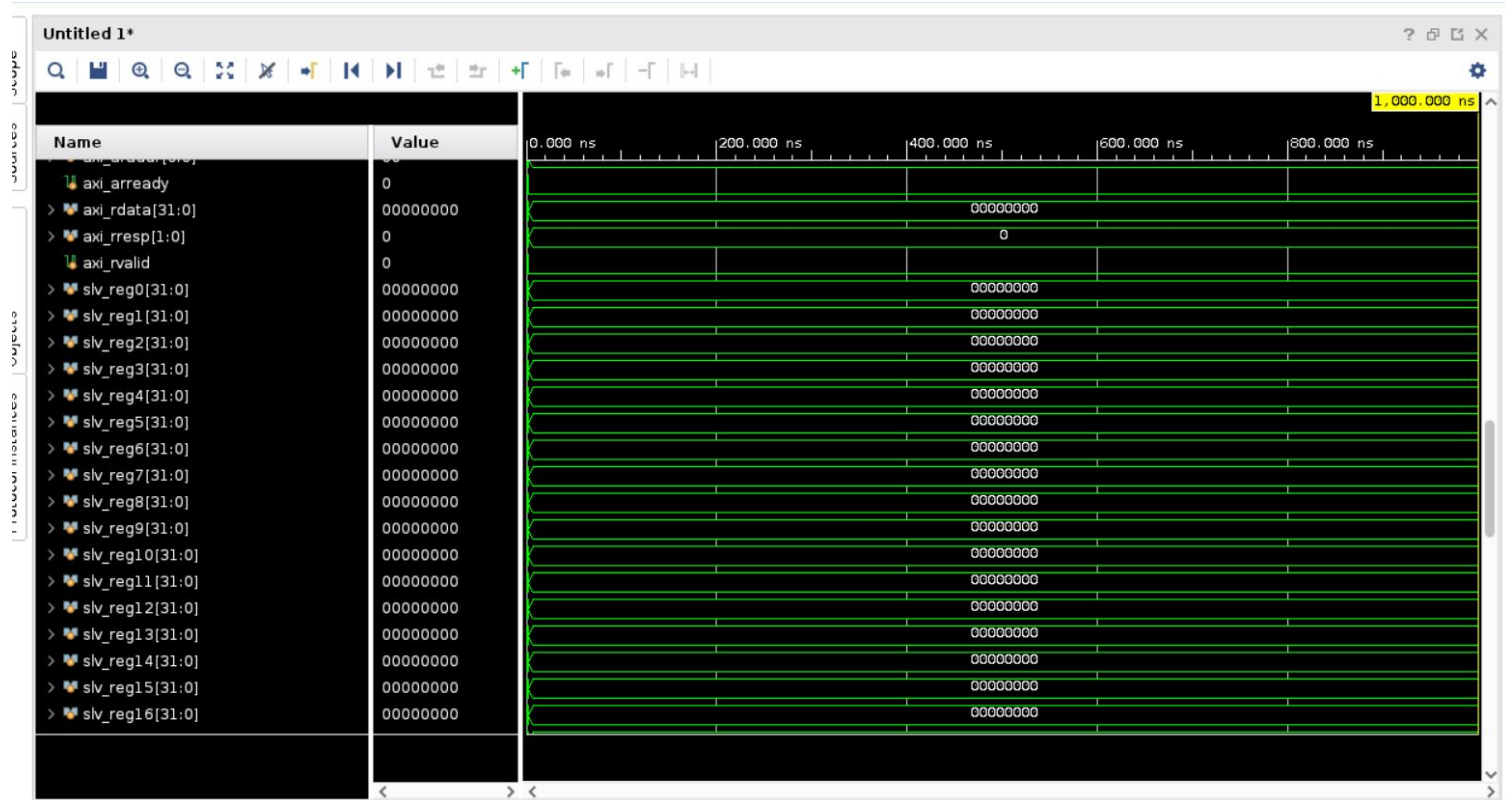 Untitled 1*
1,000.000 ns
Name Value 0.000 ns 200.000 ns 400.000 ns 600.000 ns 800.000 ns
axi_arready 0
axi_rdata[31:0] 00000000 00000000
axi_rresp[1:0] 0 0
axi_rvalid 0
slv_reg0[31:0] 00000000 00000000
slv_reg1[31:0] 00000000 00000000
slv_reg2[31:0] 00000000 00000000
slv_reg3[31:0] 00000000 00000000
slv_reg4[31:0] 00000000 00000000
slv_reg5[31:0] 00000000 00000000
slv_reg6[31:0] 00000000 00000000
slv_reg7[31:0] 00000000 00000000
slv_reg8[31:0] 00000000 00000000
slv_reg9[31:0] 00000000 00000000
slv_reg10[31:0] 00000000 00000000
slv_reg11[31:0] 00000000 00000000
slv_reg12[31:0] 00000000 00000000
slv_reg13[31:0] 00000000 00000000
slv_reg14[31:0] 00000000 00000000
slv_reg15[31:0] 00000000 00000000
slv_reg16[31:0] 00000000 00000000